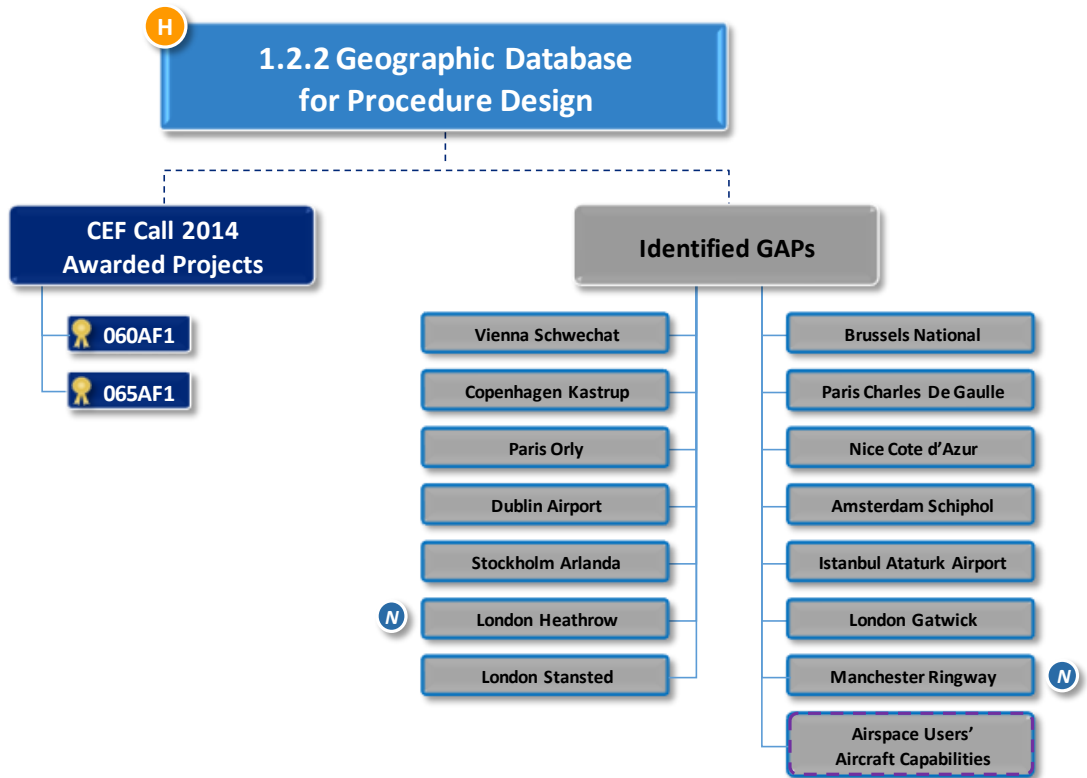 H
1.2.2 Geographic Database
for Procedure Design
CEF Call 2014
Awarded Projects
060AF1
065AF1
Identified GAPs
Vienna Schwechat
Copenhagen Kastrup
Paris Orly
Dublin Airport
Stockholm Arlanda
N
London Heathrow
London Stansted
Brussels National
Paris Charles De Gaulle
Nice Cote d’Azur
Amsterdam Schiphol
Istanbul Ataturk Airport
London Gatwick
Manchester Ringway
N
Airspace Users’
Aircraft Capabilities